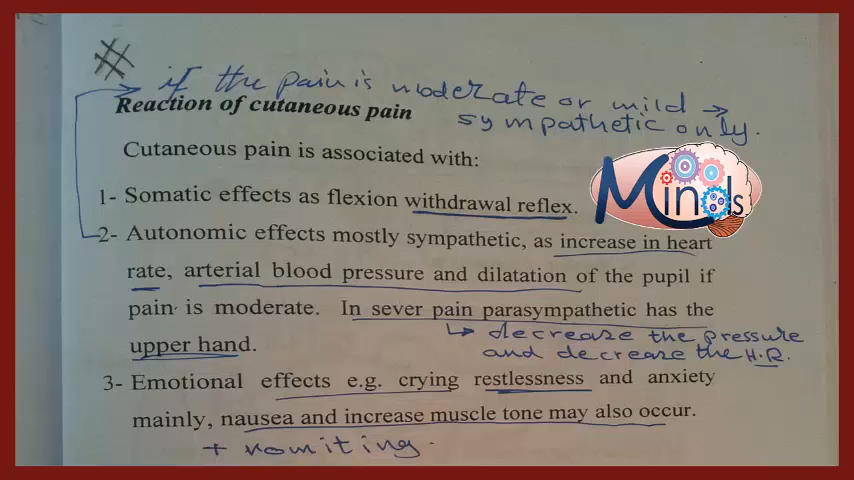 # if the pain is moderate or mild →
Reaction of cutaneous pain
sympathetic only.
Cutaneous pain is associated with:
1- Somatic effects as flexion withdrawal reflex.
Minds
2- Autonomic effects mostly sympathetic, as increase in heart
rate, arterial blood pressure and dilatation of the pupil if
pain is moderate. In sever pain parasympathetic has the
upper hand.
↳ decrease the pressure
and decrease the H.R.
3- Emotional effects e.g. crying restlessness and anxiety
mainly, nausea and increase muscle tone may also occur.
+ vomiting.